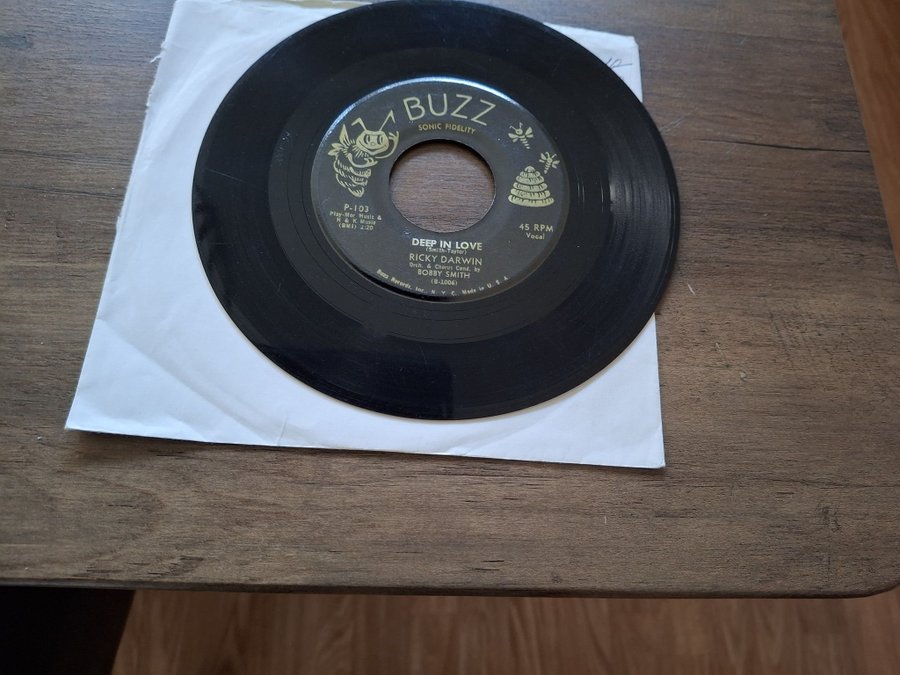 BUZZ
SONIC FIDELITY
P-103
Play-Mor Music &
H & K Music
(BMI) 2:20
45 RPM
Vocal
DEEP IN LOVE
(Smith-Taylor)
RICKY DARWIN
Orch. & Chorus Cond. by
BOBBY SMITH
(B-1006)
Buzz Records, Inc., N. Y. C. Made in U. S. A.